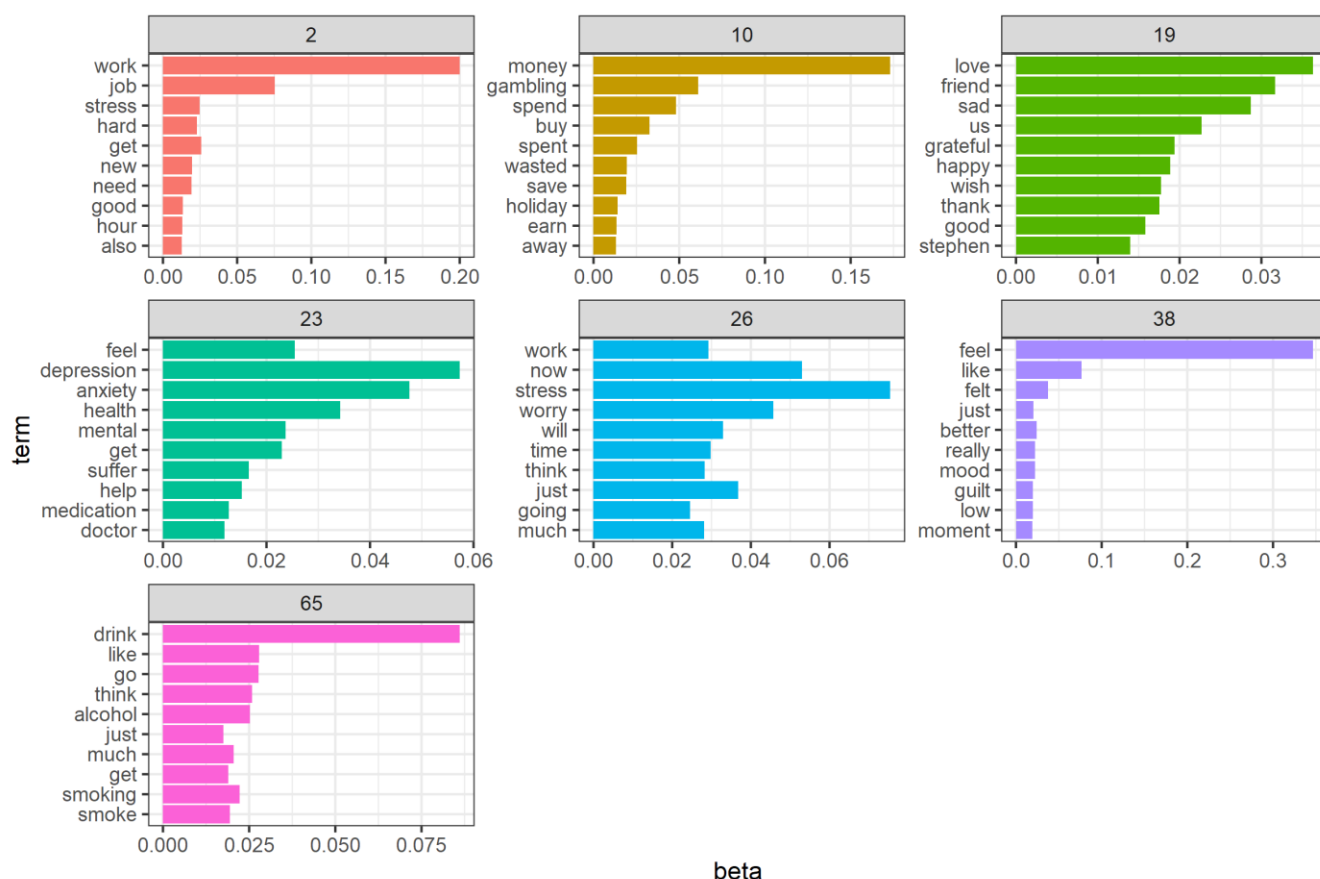 2
work
job
stress
hard
get
new
need
good
hour
also
0.00 0.05 0.10 0.15 0.20
10
money
gambling
spend
buy
spent
wasted
save
holiday
earn
away
0.00 0.05 0.10 0.15
19
love
friend
sad
us
grateful
happy
wish
thank
good
stephen
0.00 0.01 0.02 0.03
term
23
feel
depression
anxiety
health
mental
get
suffer
help
medication
doctor
0.00 0.02 0.04 0.06
26
work
now
stress
worry
will
time
think
just
going
much
0.00 0.02 0.04 0.06
38
feel
like
felt
just
better
really
mood
guilt
low
moment
0.0 0.1 0.2 0.3
65
drink
like
go
think
alcohol
just
much
get
smoking
smoke
0.000 0.025 0.050 0.075
beta